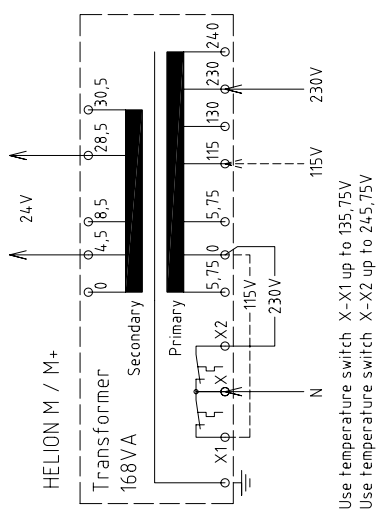 HELION M / M+
Transformer
168VA
24V
0
4,5
8,5
28,5
30,5
Secondary
Primary
5,75
0
5,75
115
130
230
240
X1
X
X2
115V
230V
N
115V
230V
Use temperature switch X-X1 up to 135,75V
Use temperature switch X-X2 up to 245,75V